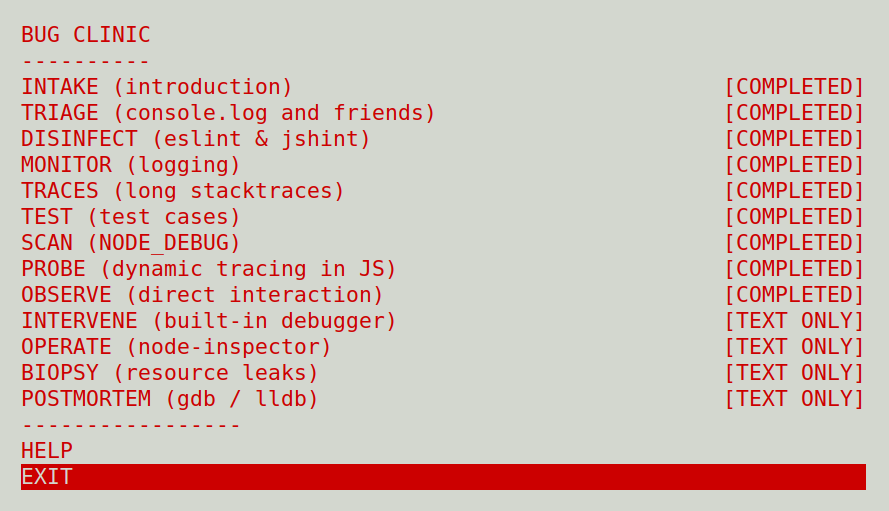 BUG CLINIC
----------
INTAKE (introduction) [COMPLETED]
TRIAGE (console.log and friends) [COMPLETED]
DISINFECT (eslint & jshint) [COMPLETED]
MONITOR (logging) [COMPLETED]
TRACES (long stacktraces) [COMPLETED]
TEST (test cases) [COMPLETED]
SCAN (NODE_DEBUG) [COMPLETED]
PROBE (dynamic tracing in JS) [COMPLETED]
OBSERVE (direct interaction) [COMPLETED]
INTERVENE (built-in debugger) [TEXT ONLY]
OPERATE (node-inspector) [TEXT ONLY]
BIOPSY (resource leaks) [TEXT ONLY]
POSTMORTEM (gdb / lldb) [TEXT ONLY]
-----------------
HELP
EXIT